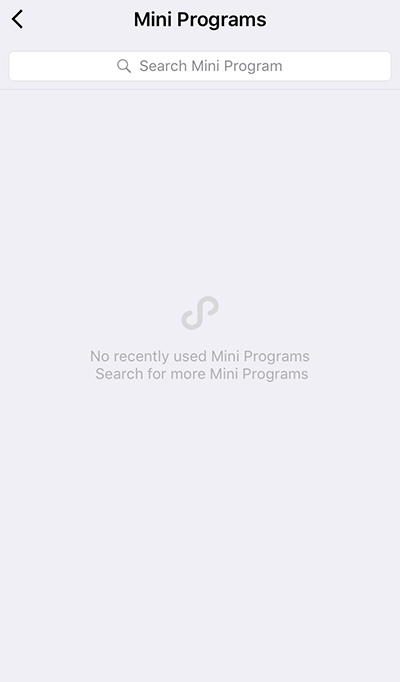 Mini Programs
Search Mini Program
No recently used Mini Programs
Search for more Mini Programs